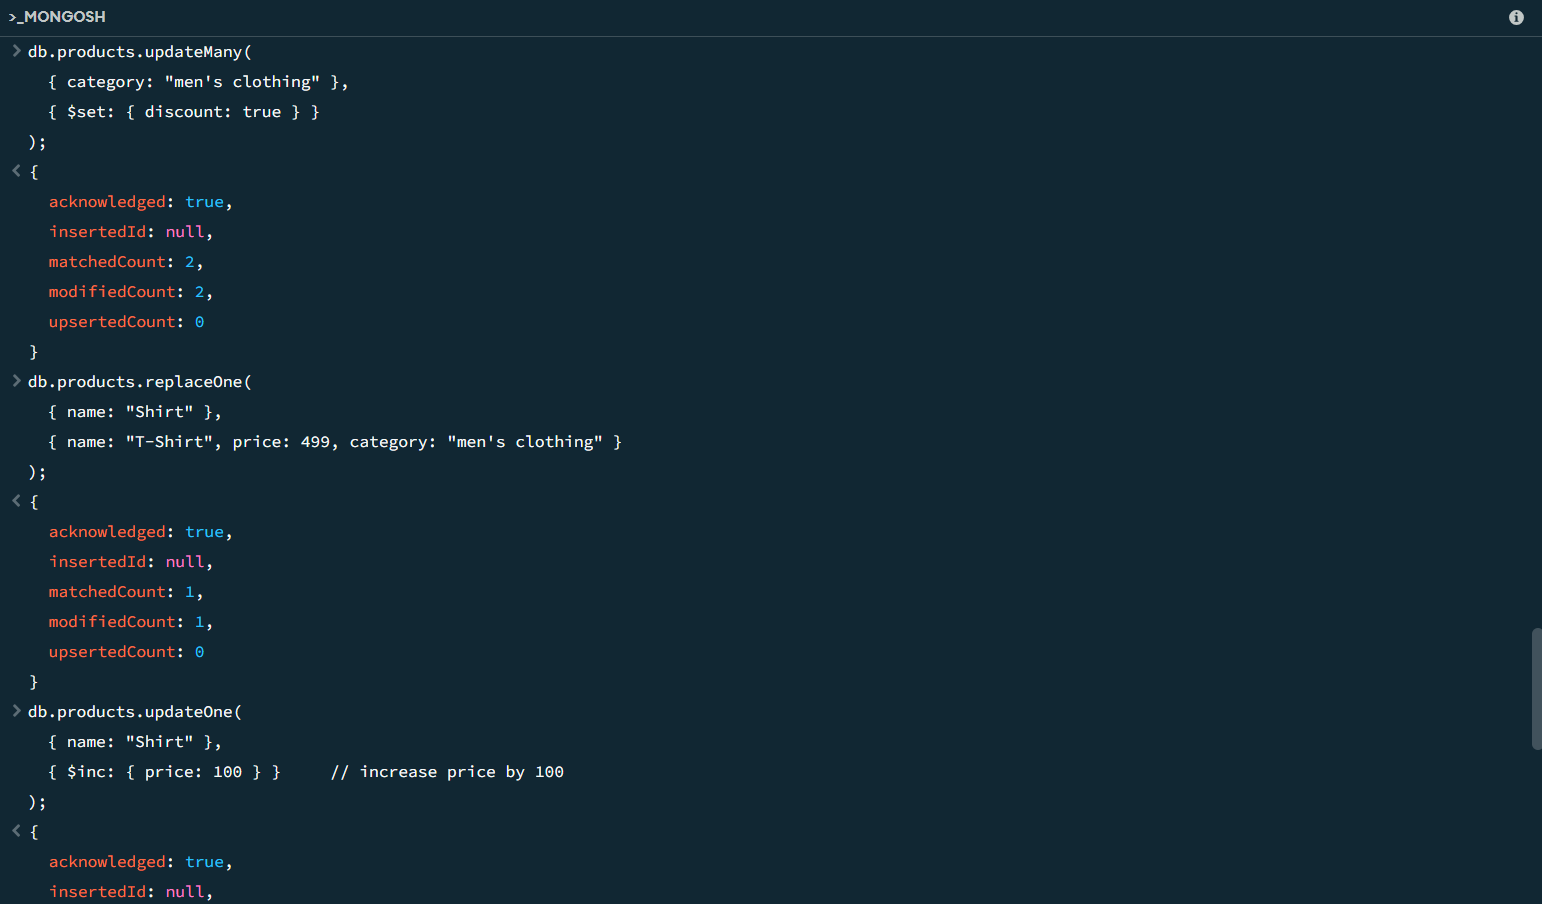 >_MONGOSH
> db.products.updateMany(
{ category: "men's clothing" },
{ $set: { discount: true } }
);
< {
acknowledged: true,
insertedId: null,
matchedCount: 2,
modifiedCount: 2,
upsertedCount: 0
}
> db.products.replaceOne(
{ name: "Shirt" },
{ name: "T-Shirt", price: 499, category: "men's clothing" }
);
< {
acknowledged: true,
insertedId: null,
matchedCount: 1,
modifiedCount: 1,
upsertedCount: 0
}
> db.products.updateOne(
{ name: "Shirt" },
{ $inc: { price: 100 } }     // increase price by 100
);
< {
acknowledged: true,
insertedId: null,